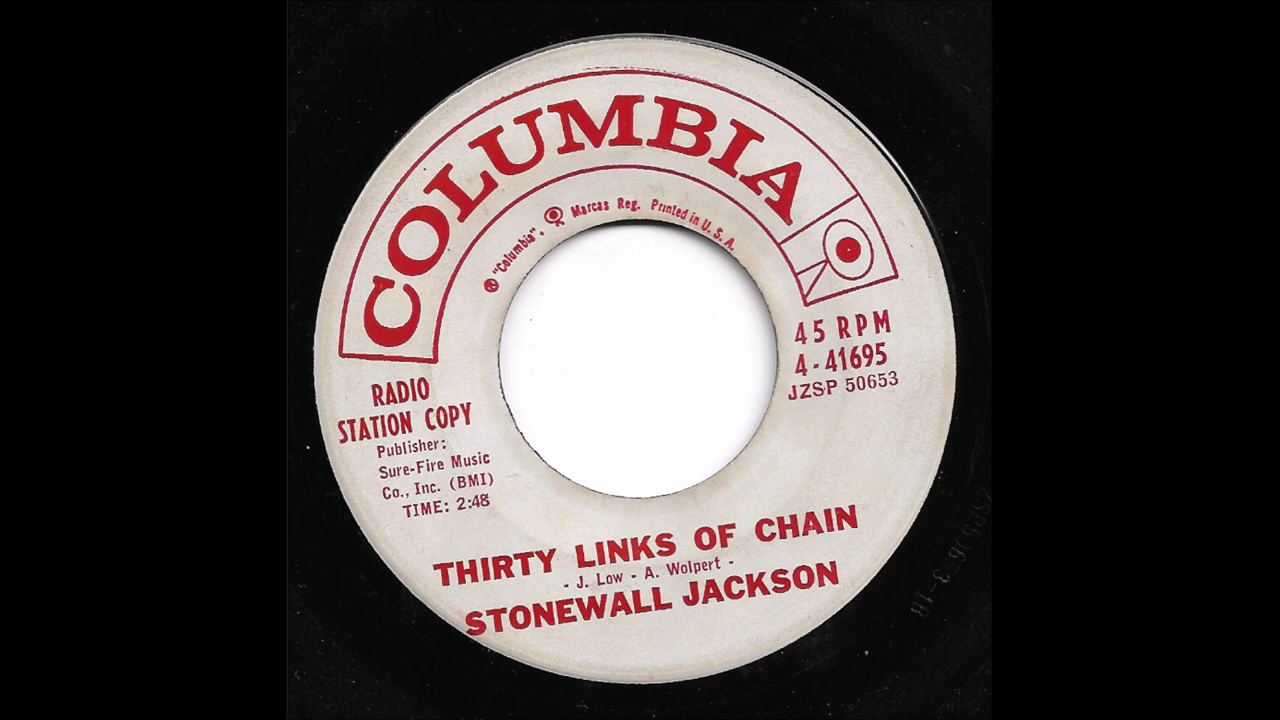 COLUMBIA
℗ "Columbia", Marcas Reg. Printed in U. S. A.
45 RPM
4-41695
JZSP 50653
RADIO
STATION COPY
Publisher:
Sure-Fire Music
Co., Inc. (BMI)
TIME: 2:48
THIRTY LINKS OF CHAIN
- J. Low - A. Wolpert -
STONEWALL JACKSON